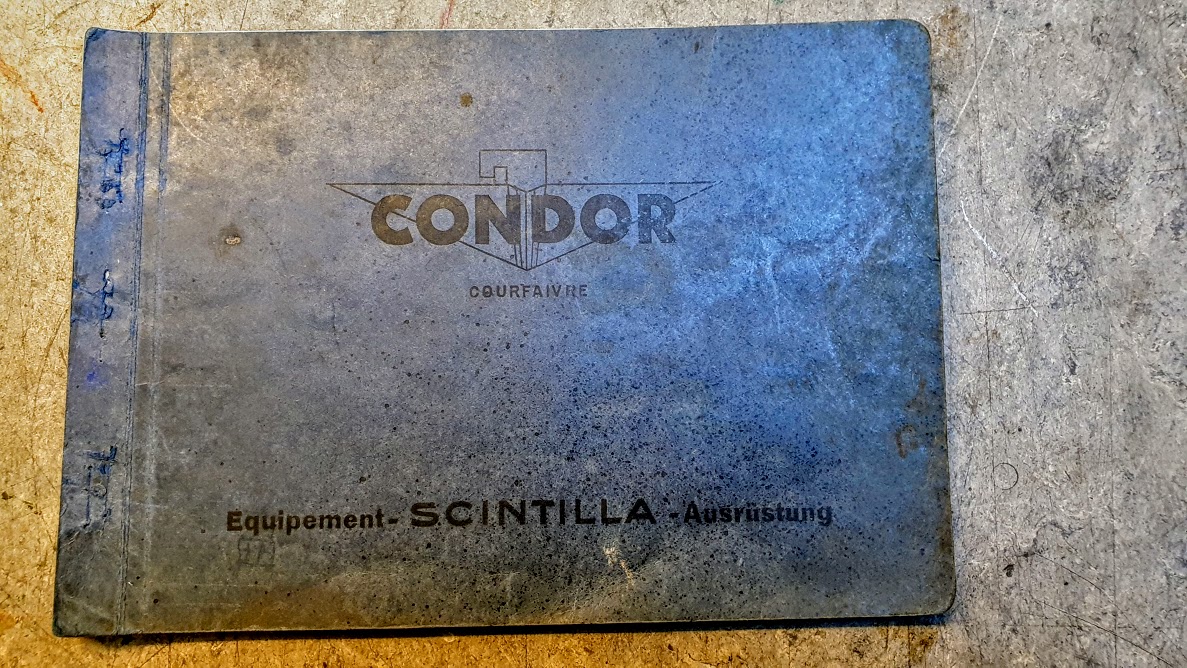 CONDOR
COURFAIVRE
Equipement- SCINTILLA -Ausrüstung